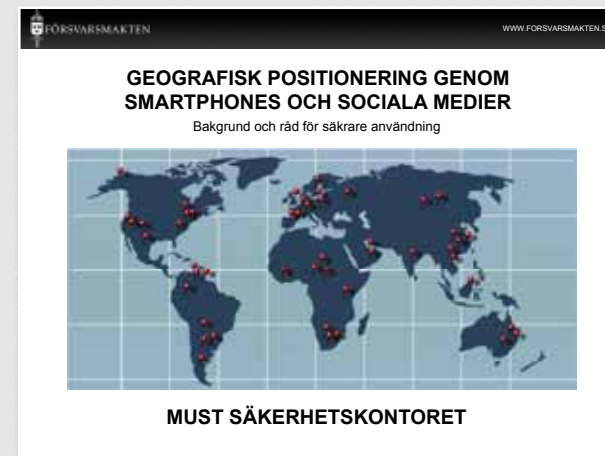 FÖRSVARSMAKTEN
WWW.FORSVARSMAKTEN.S
GEOGRAFISK POSITIONERING GENOM
SMARTPHONES OCH SOCIALA MEDIER
Bakgrund och råd för säkrare användning
MUST SÄKERHETSKONTORET